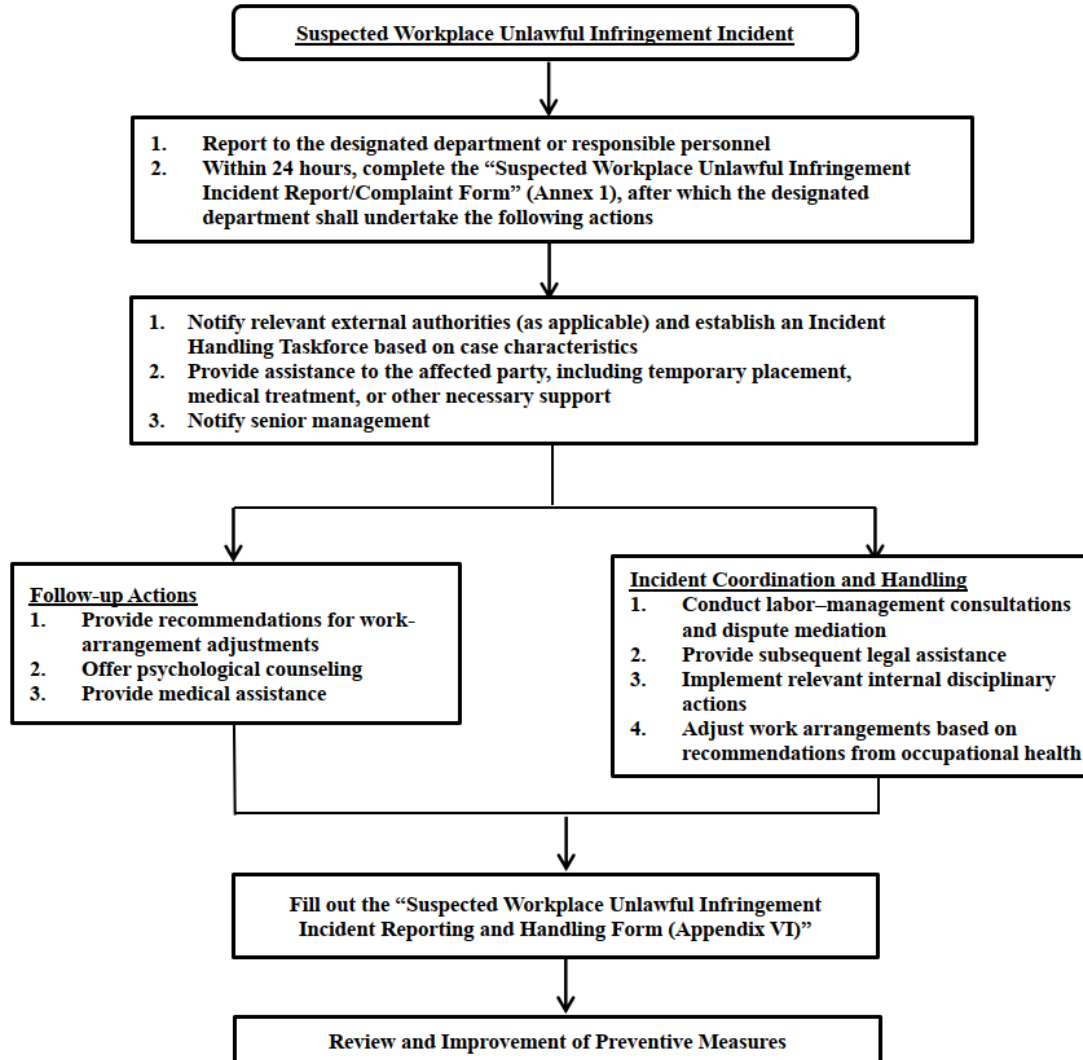 Suspected Workplace Unlawful Infringement Incident
1. Report to the designated department or responsible personnel
2. Within 24 hours, complete the “Suspected Workplace Unlawful Infringement
Incident Report/Complaint Form” (Annex 1), after which the designated
department shall undertake the following actions
1. Notify relevant external authorities (as applicable) and establish an Incident
Handling Taskforce based on case characteristics
2. Provide assistance to the affected party, including temporary placement,
medical treatment, or other necessary support
3. Notify senior management
Follow-up Actions
1. Provide recommendations for work-
arrangement adjustments
2. Offer psychological counseling
3. Provide medical assistance
Incident Coordination and Handling
1. Conduct labor–management consultations
and dispute mediation
2. Provide subsequent legal assistance
3. Implement relevant internal disciplinary
actions
4. Adjust work arrangements based on
recommendations from occupational health
Fill out the “Suspected Workplace Unlawful Infringement
Incident Reporting and Handling Form (Appendix VI)”
Review and Improvement of Preventive Measures